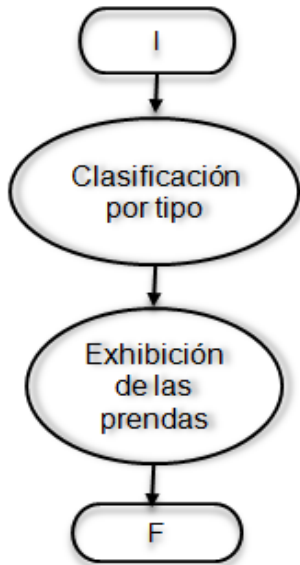 I
Clasificación
por tipo
Exhibición
de las
prendas
F